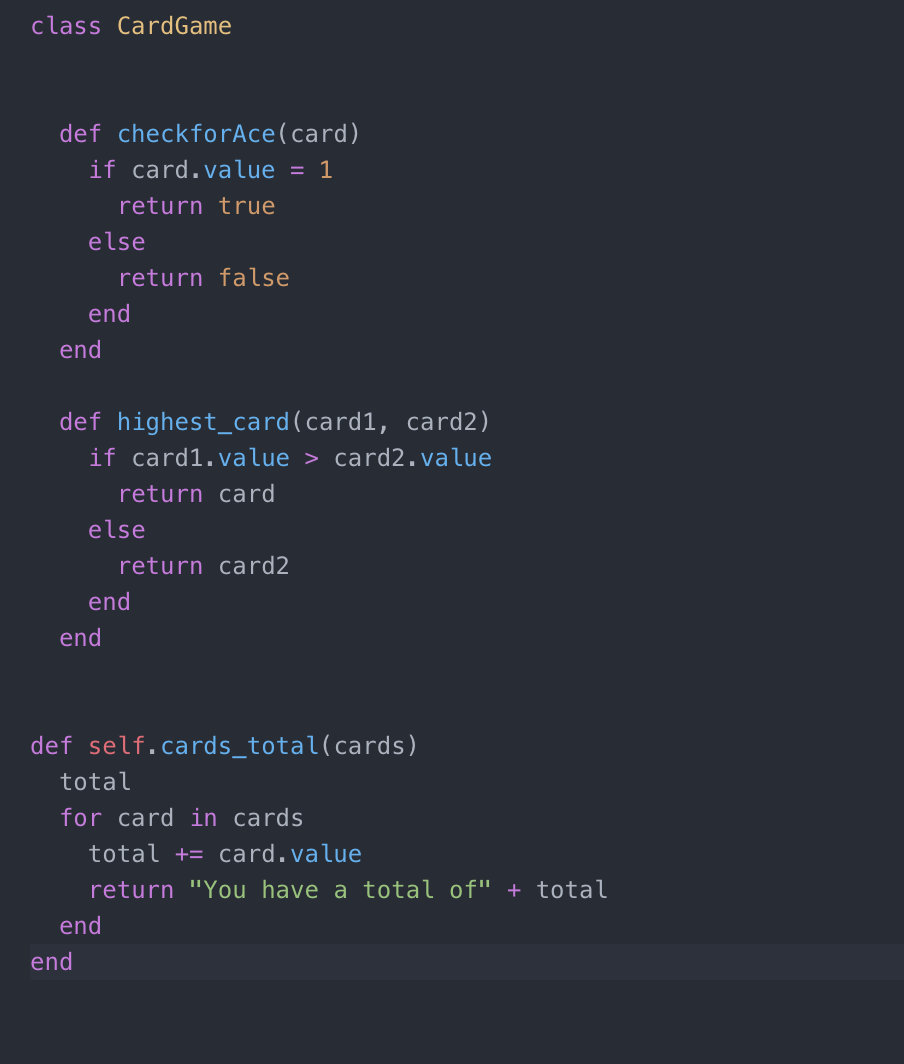 class CardGame
def checkforAce(card)
if card.value = 1
return true
else
return false
end
end
def highest_card(card1, card2)
if card1.value > card2.value
return card
else
return card2
end
end
def self.cards_total(cards)
total
for card in cards
total += card.value
return "You have a total of" + total
end
end